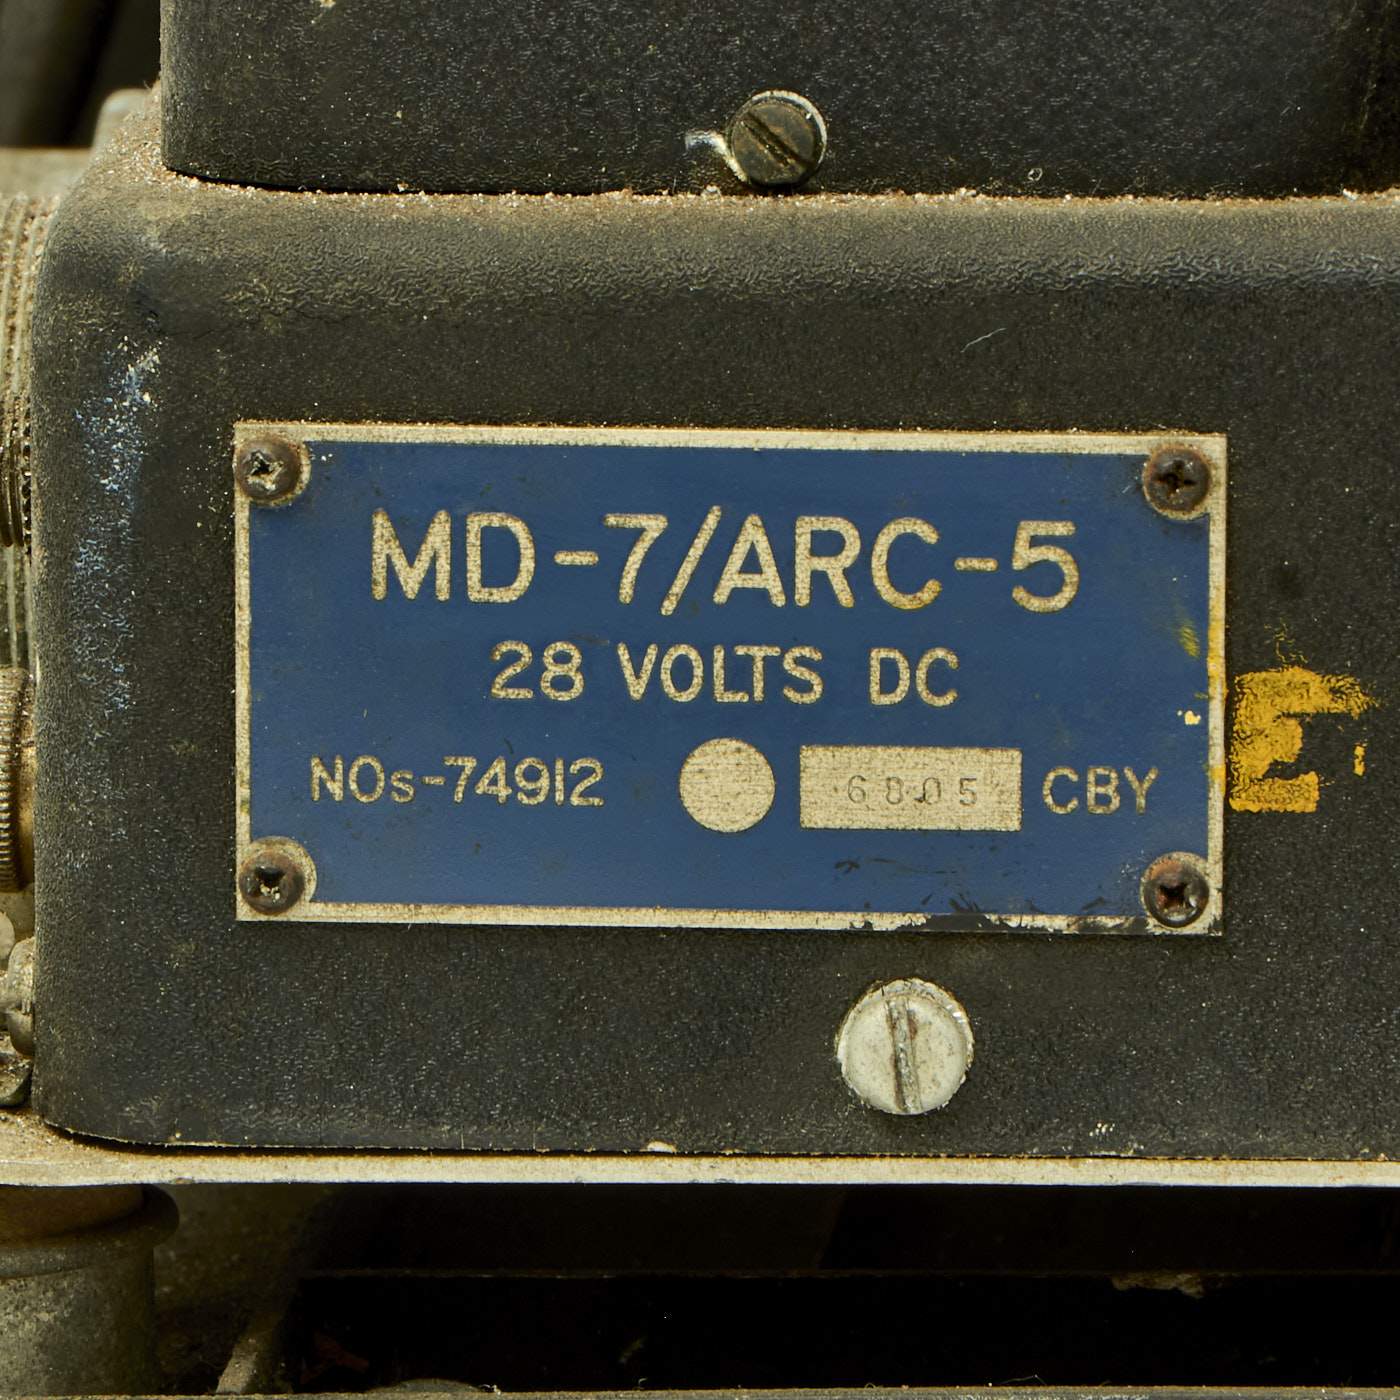 MD-7/ARC-5
28 VOLTS DC
NOs-74912 6805 CBY
E